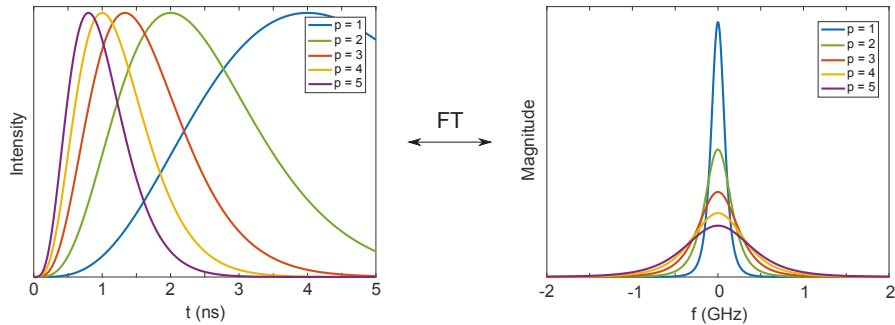 Intensity
p = 1
p = 2
p = 3
p = 4
p = 5
0 1 2 3 4 5
t (ns)
FT
Magnitude
p = 1
p = 2
p = 3
p = 4
p = 5
-2 -1 0 1 2
f (GHz)